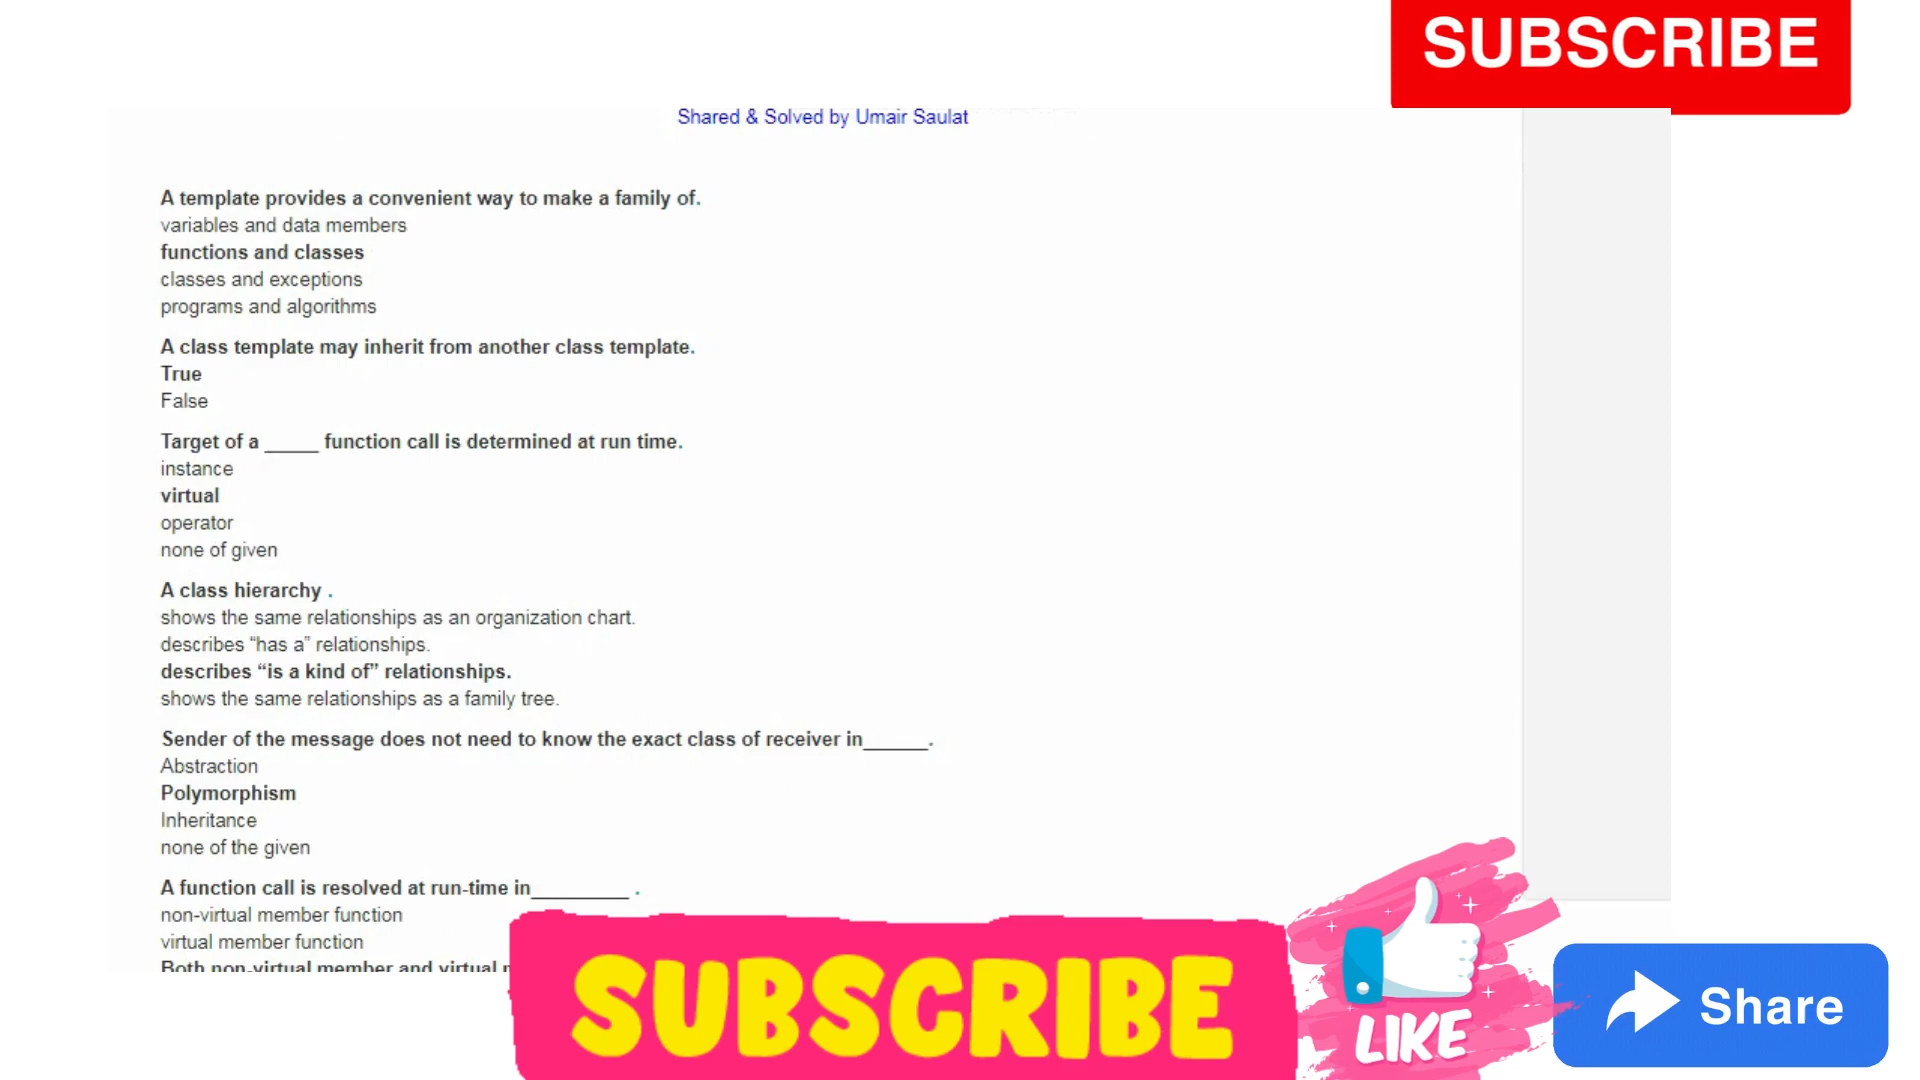 SUBSCRIBE
Shared & Solved by Umair Saulat
A template provides a convenient way to make a family of.
variables and data members
functions and classes
classes and exceptions
programs and algorithms
A class template may inherit from another class template.
True
False
Target of a _____ function call is determined at run time.
instance
virtual
operator
none of given
A class hierarchy .
shows the same relationships as an organization chart.
describes “has a” relationships.
describes “is a kind of” relationships.
shows the same relationships as a family tree.
Sender of the message does not need to know the exact class of receiver in______.
Abstraction
Polymorphism
Inheritance
none of the given
A function call is resolved at run-time in_________ .
non-virtual member function
virtual member function
Both non-virtual member and virtual
SUBSCRIBE
LIKE
Share